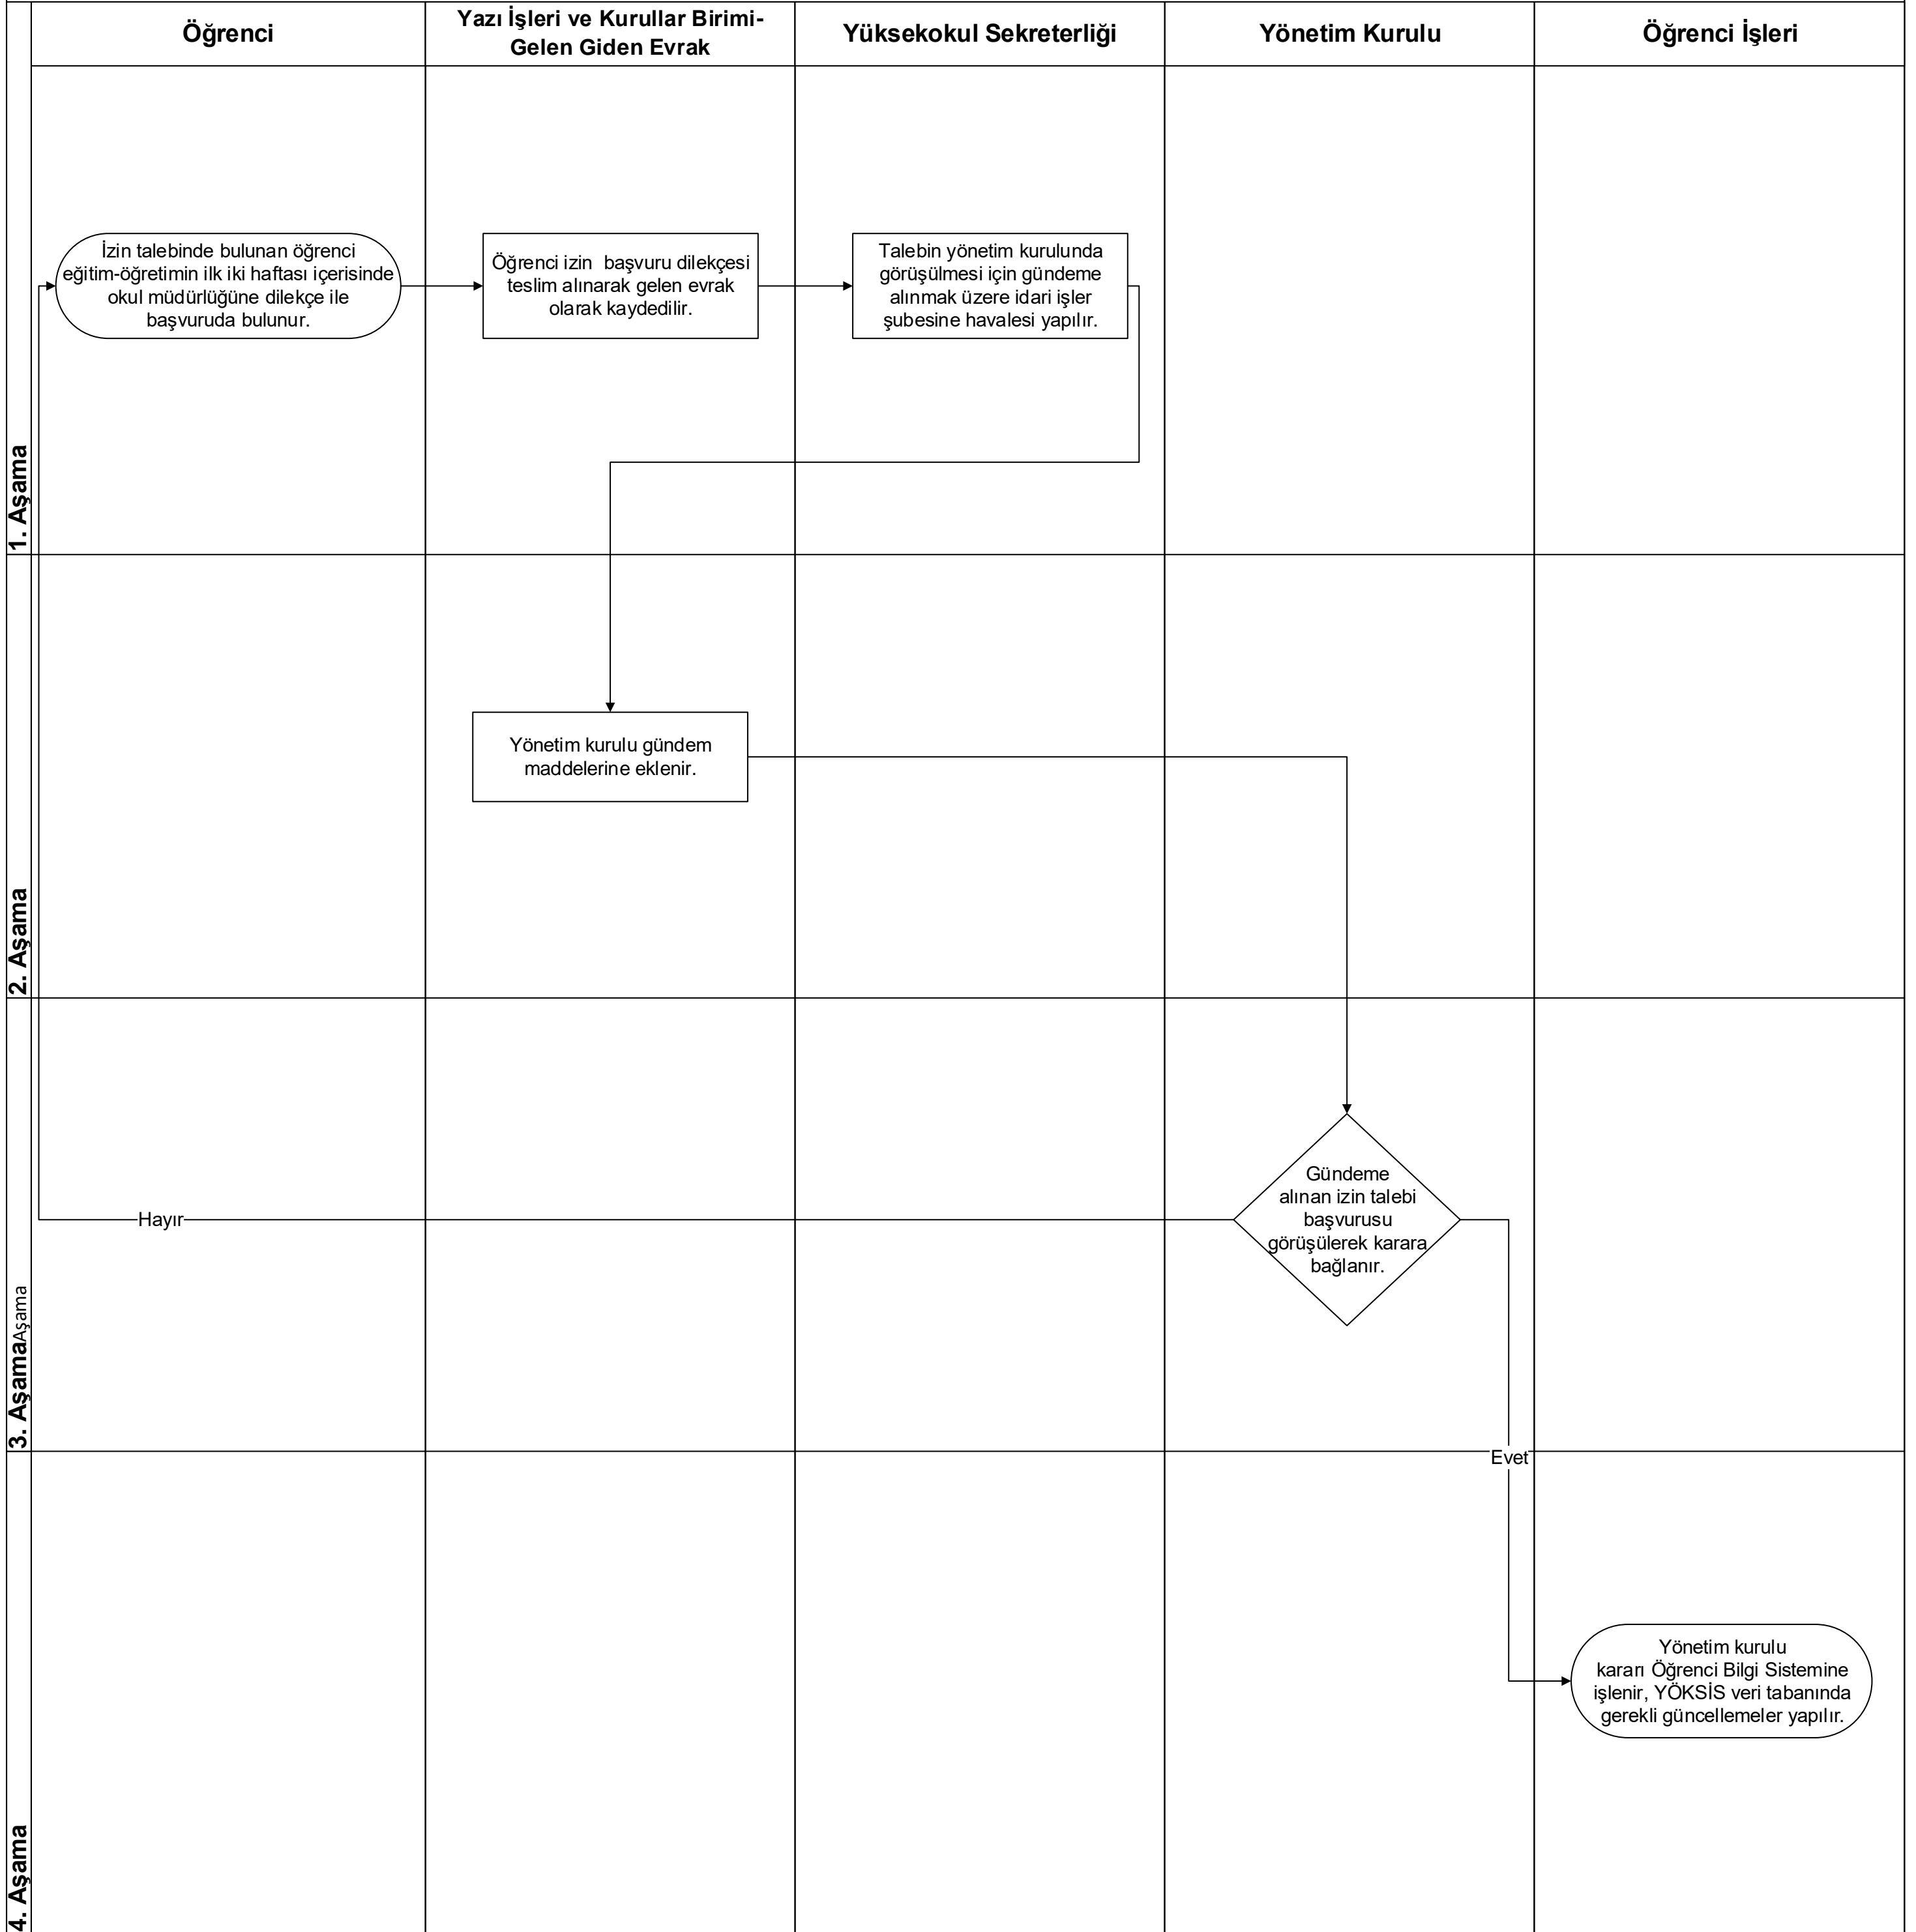 Öğrenci
Yazı İşleri ve Kurullar Birimi-
Gelen Giden Evrak
Yüksekokul Sekreterliği
Yönetim Kurulu
Öğrenci İşleri
1. Aşama
İzin talebinde bulunan öğrenci
eğitim-öğretimin ilk iki haftası içerisinde
okul müdürlüğüne dilekçe ile
başvuruda bulunur.
Öğrenci izin  başvuru dilekçesi
teslim alınarak gelen evrak
olarak kaydedilir.
Talebin yönetim kurulunda
görüşülmesi için gündeme
alınmak üzere idari işler
şubesine havalesi yapılır.
2. Aşama
Yönetim kurulu gündem
maddelerine eklenir.
3. AşamaAşama
Gündeme
alınan izin talebi
başvurusu
görüşülerek karara
bağlanır.
Hayır
Evet
4. Aşama
Yönetim kurulu
kararı Öğrenci Bilgi Sistemine
işlenir, YÖKSİS veri tabanında
gerekli güncellemeler yapılır.